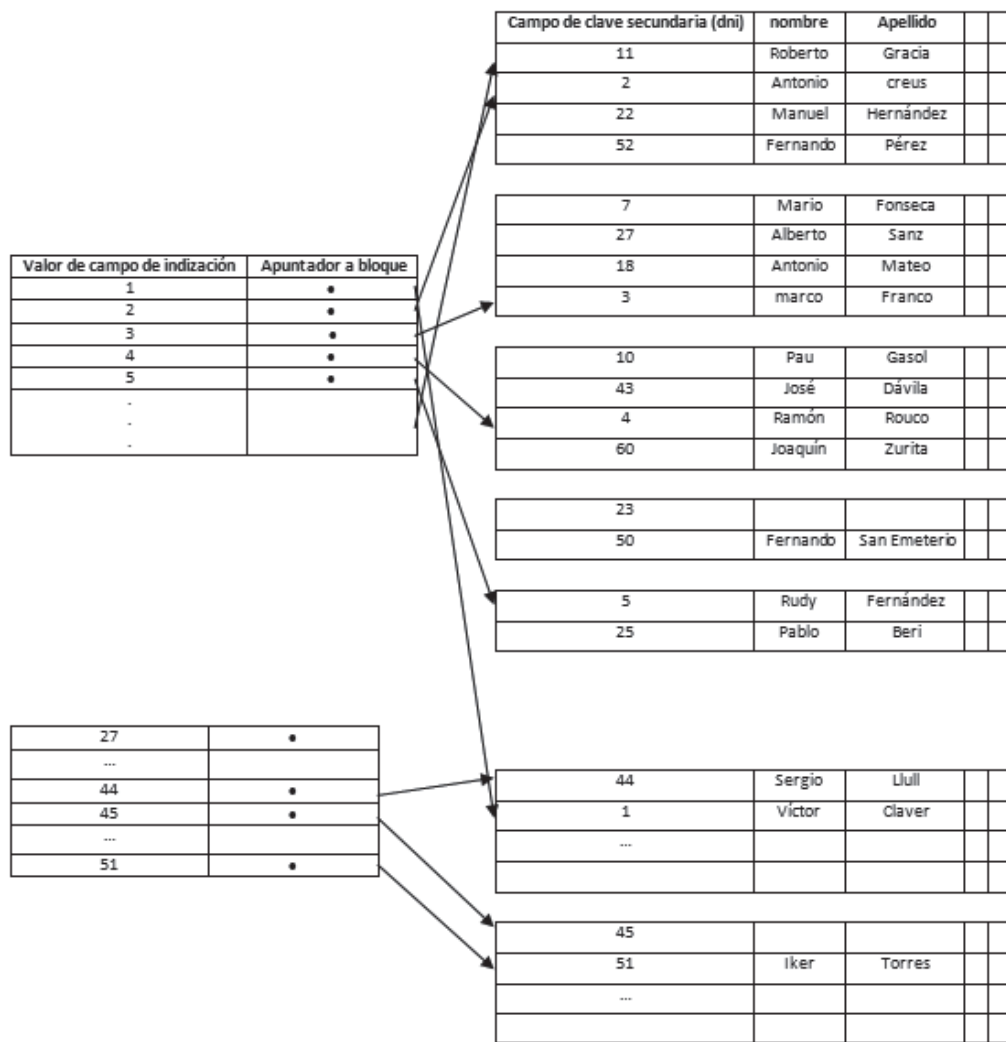 Campo de clave secundaria (dni) nombre Apellido
11 Roberto Gracia
2 Antonio creus
22 Manuel Hernández
52 Fernando Pérez
7 Mario Fonseca
27 Alberto Sanz
18 Antonio Mateo
3 marco Franco
10 Pau Gasol
43 José Dávila
4 Ramón Rouco
60 Joaquín Zurita
23
50 Fernando San Emeterio
5 Rudy Fernández
25 Pablo Beri
44 Sergio Llull
1 Víctor Claver
...
45
51 Iker Torres
...
Valor de campo de indización Apuntador a bloque
1 •
2 •
3 •
4 •
5 •
.
.
.
27 •
...
44 •
45 •
...
51 •